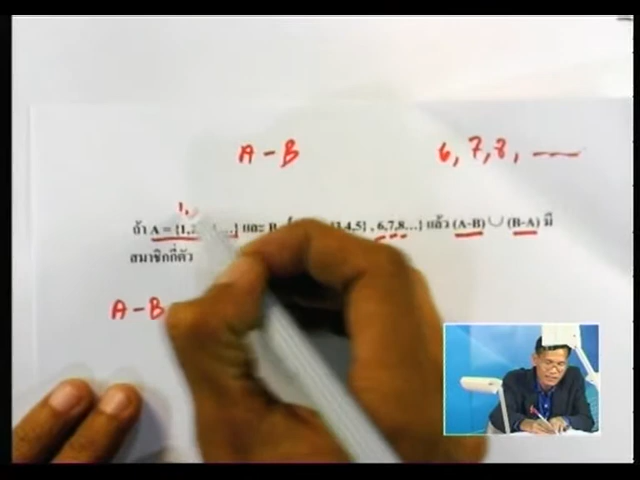 A - B 6, 7, 8,
1,
ถ้า A = {1,2 ...} และ B 3,4,5} , 6,7,8...} แล้ว (A-B) ∪ (B-A) มี
สมาชิกกี่ตัว
A - B